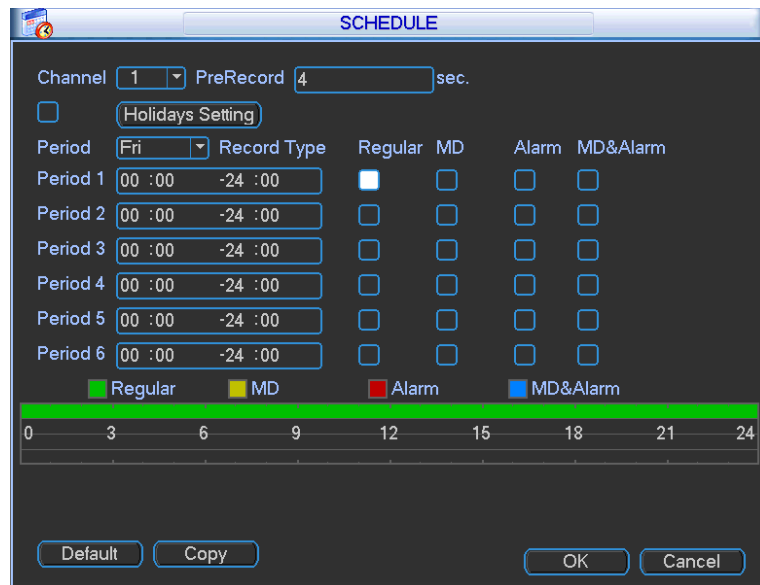 SCHEDULE
Channel 1 PreRecord 4 sec.
Holidays Setting
Period Fri Record Type Regular MD Alarm MD&Alarm
Period 1 00 :00 -24 :00
Period 2 00 :00 -24 :00
Period 3 00 :00 -24 :00
Period 4 00 :00 -24 :00
Period 5 00 :00 -24 :00
Period 6 00 :00 -24 :00
Regular MD Alarm MD&Alarm
0 3 6 9 12 15 18 21 24
Default Copy OK Cancel